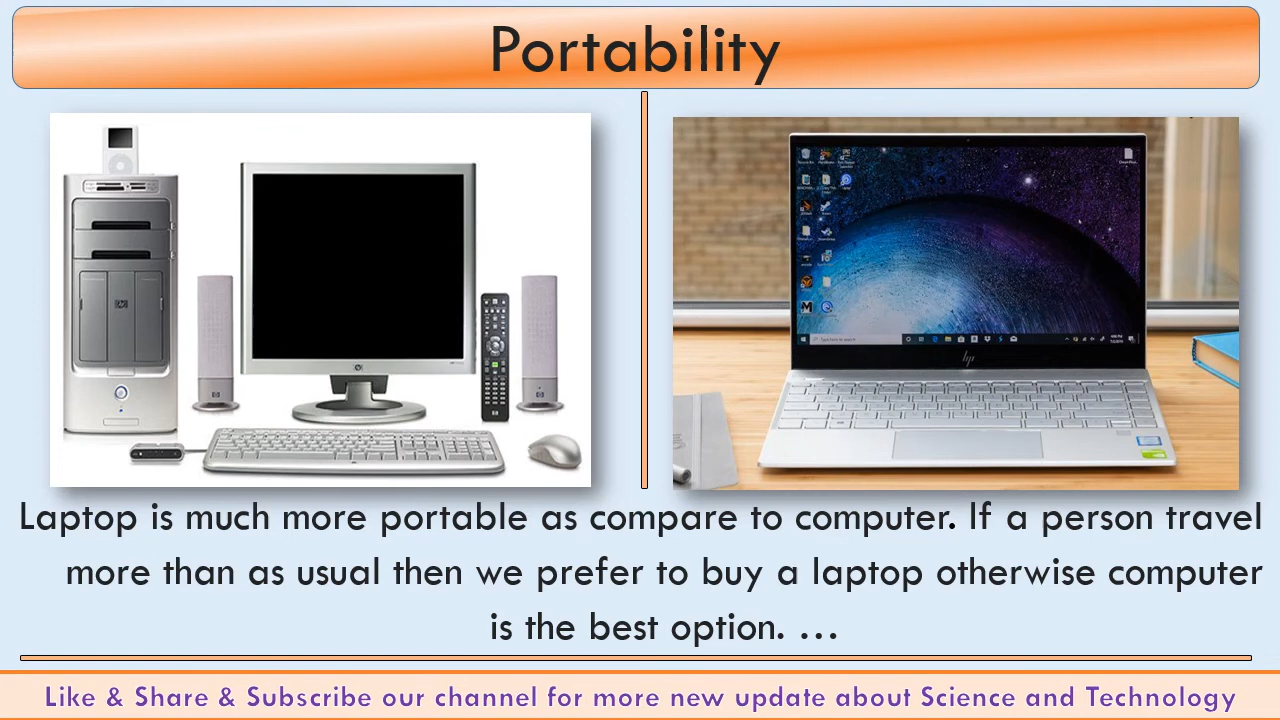 Portability
hp
Laptop is much more portable as compare to computer. If a person travel
more than as usual then we prefer to buy a laptop otherwise computer
is the best option. …
Like & Share & Subscribe our channel for more new update about Science and Technology